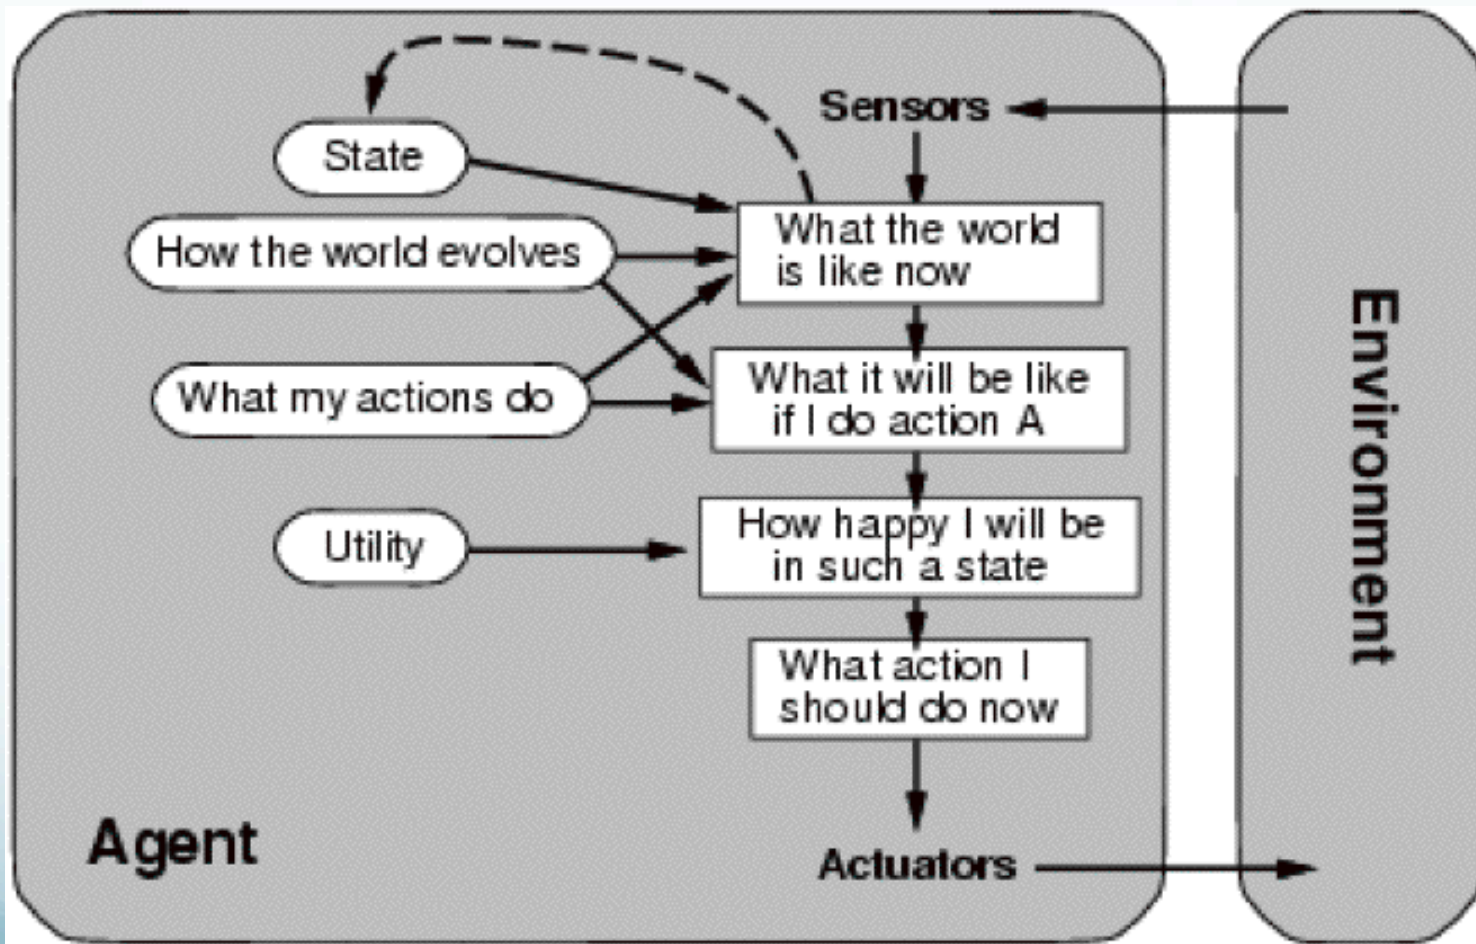 Sensors
State
What the world
is like now
How the world evolves
What it will be like
if I do action A
What my actions do
How happy I will be
in such a state
Utility
What action I
should do now
Agent
Actuators
Environment